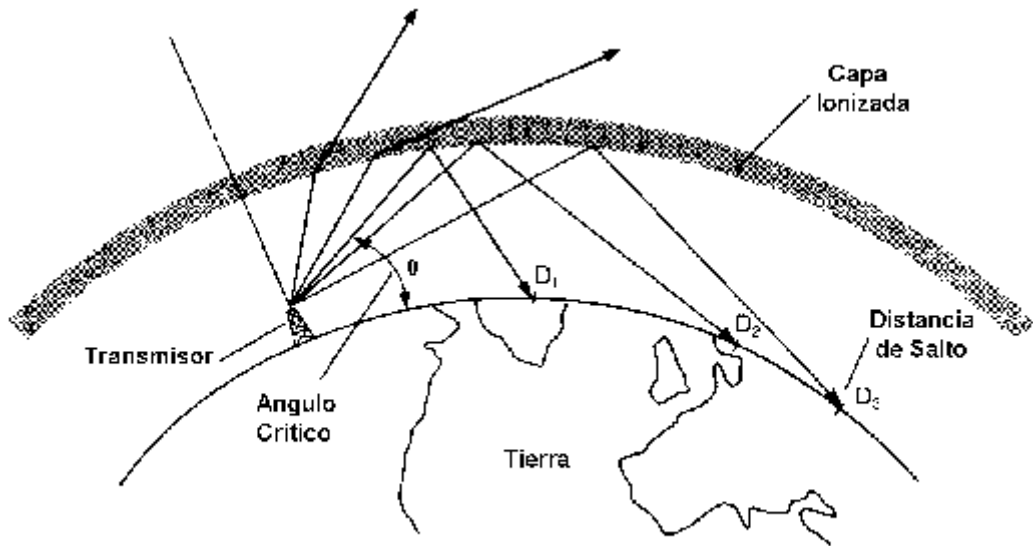 Capa
Ionizada
θ
D1
Transmisor
D2
Distancia
de Salto
D3
Angulo
Critico
Tierra